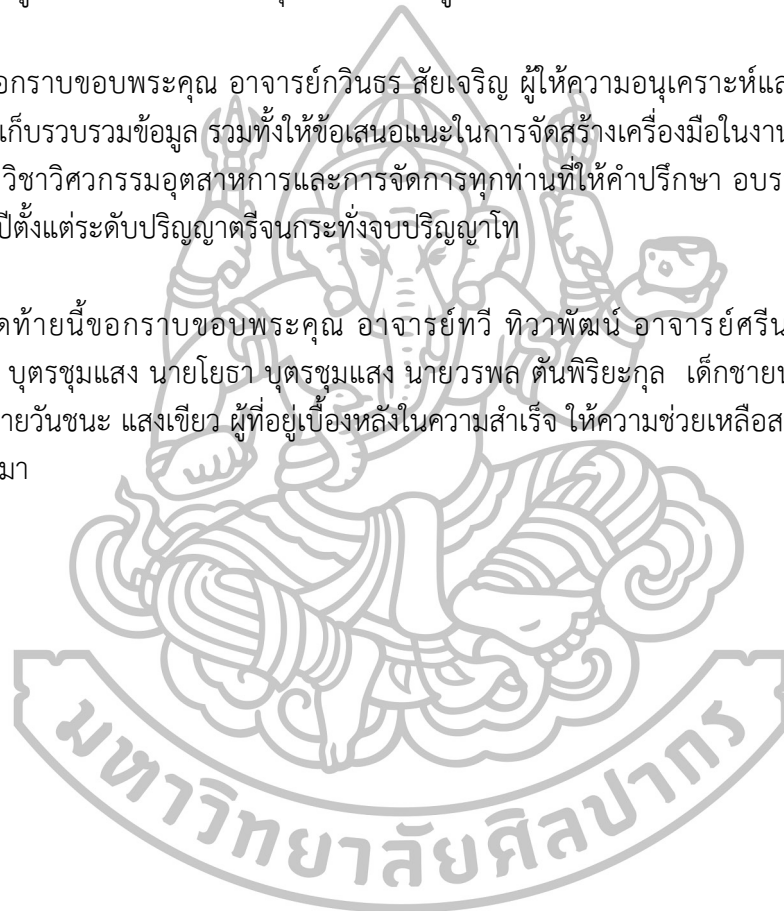 อกราบขอบพระคุณ อาจารย์กวินธร สัยเจริญ ผู้ให้ความอนุเคราะห์แล
เก็บรวบรวมข้อมูล รวมทั้งให้ข้อเสนอแนะในการจัดสร้างเครื่องมือในงาน
วิชาวิศวกรรมอุตสาหการและการจัดการทุกท่านที่ให้คำปรึกษา อบร
ปีตั้งแต่ระดับปริญญาตรีจนกระทั่งจบปริญญาโท
ดท้ายนี้ขอกราบขอบพระคุณ อาจารย์ทวี ทิวาพัฒน์ อาจารย์ศรีน
บุตรชุมแสง นายโยธา บุตรชุมแสง นายวรพล ตันพิริยะกุล เด็กชาย
ายวันชนะ แสงเขียว ผู้ที่อยู่เบื้องหลังในความสำเร็จ ให้ความช่วยเหลือส
มา
มหาวิทยาลัยศิลปากร